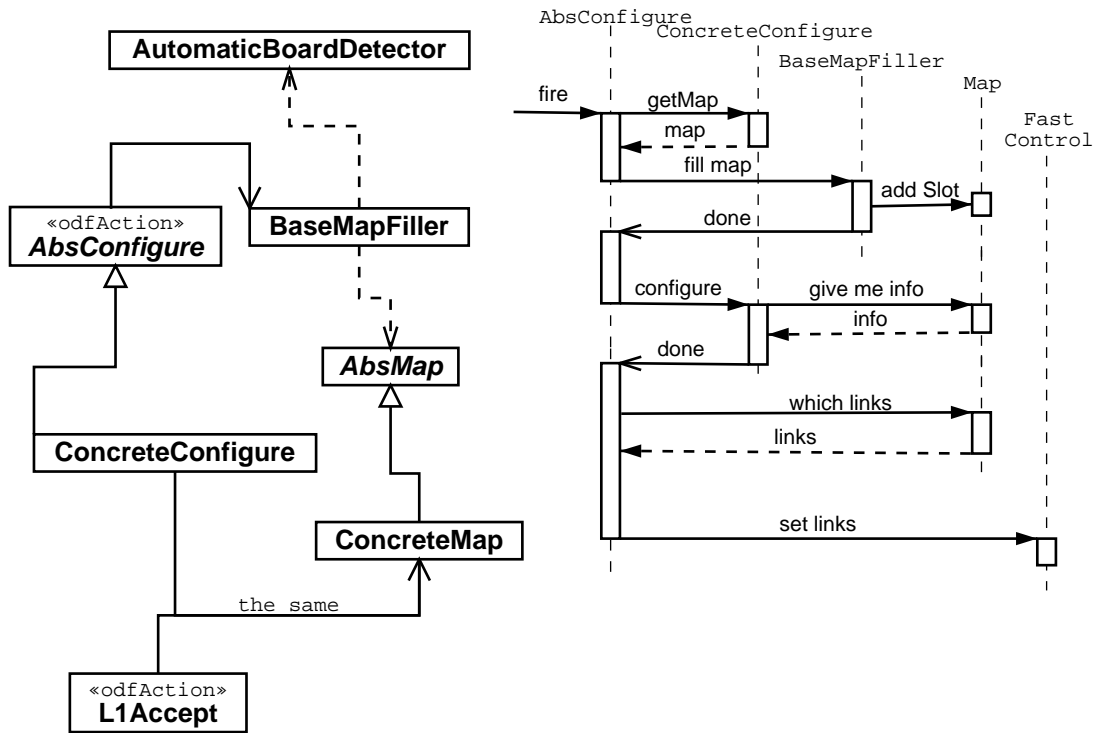 AutomaticBoardDetector
«odfAction»
AbsConfigure
BaseMapFiller
AbsMap
ConcreteConfigure
ConcreteMap
the same
«odfAction»
L1Accept
AbsConfigure
ConcreteConfigure
BaseMapFiller
Map
Fast
Control
fire
getMap
map
fill map
add Slot
done
configure
give me info
info
done
which links
links
set links